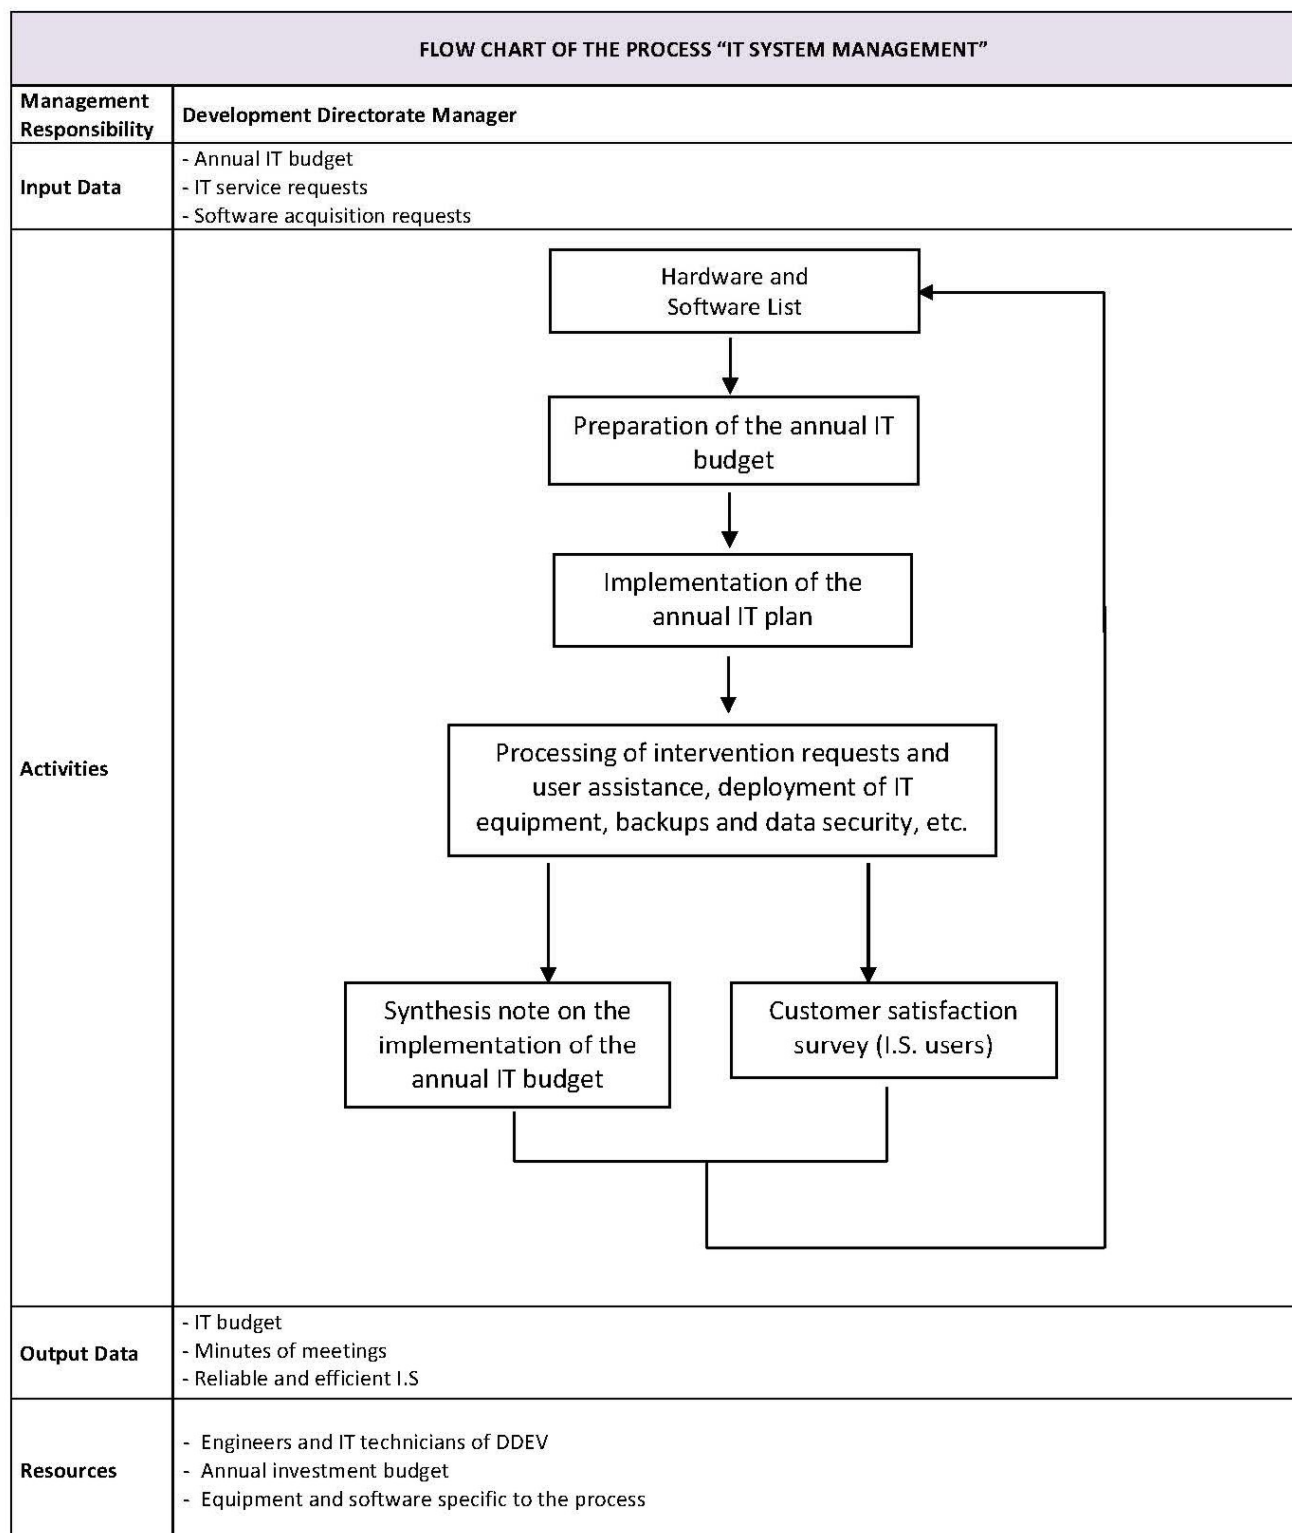 FLOW CHART OF THE PROCESS “IT SYSTEM MANAGEMENT”
Management
Responsibility
Development Directorate Manager
Input Data
- Annual IT budget
- IT service requests
- Software acquisition requests
Activities
Hardware and
Software List
Preparation of the annual IT
budget
Implementation of the
annual IT plan
Processing of intervention requests and
user assistance, deployment of IT
equipment, backups and data security, etc.
Synthesis note on the
implementation of the
annual IT budget
Customer satisfaction
survey (I.S. users)
Output Data
- IT budget
- Minutes of meetings
- Reliable and efficient I.S
Resources
- Engineers and IT technicians of DDEV
- Annual investment budget
- Equipment and software specific to the process